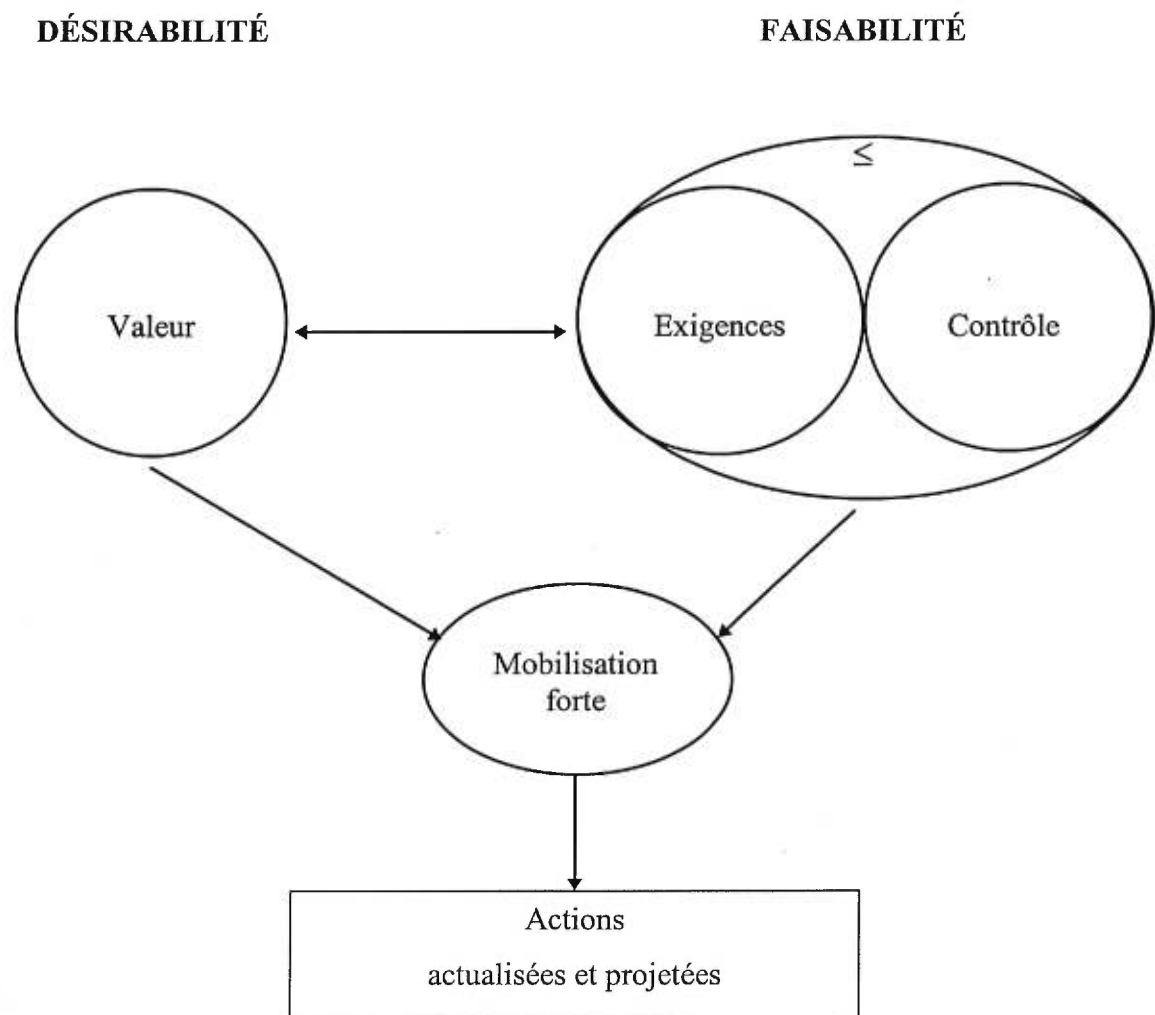 DÉSIRABILITÉ
FAISABILITÉ
≤
Valeur
Exigences
Contrôle
Mobilisation
forte
Actions
actualisées et projetées